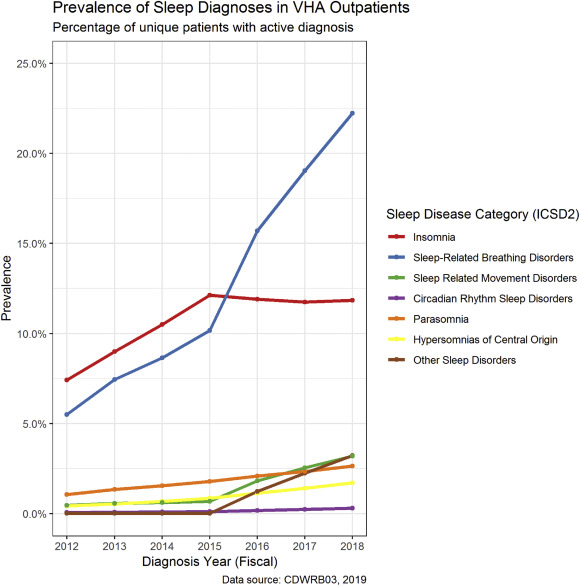 Prevalence of Sleep Diagnoses in VHA Outpatients
Percentage of unique patients with active diagnosis
25.0%
20.0%
15.0%
10.0%
5.0%
0.0%
Prevalence
2012 2013 2014 2015 2016 2017 2018
Diagnosis Year (Fiscal)
Data source: CDWRB03, 2019
Sleep Disease Category (ICSD2)
Insomnia
Sleep-Related Breathing Disorders
Sleep Related Movement Disorders
Circadian Rhythm Sleep Disorders
Parasomnia
Hypersomnias of Central Origin
Other Sleep Disorders